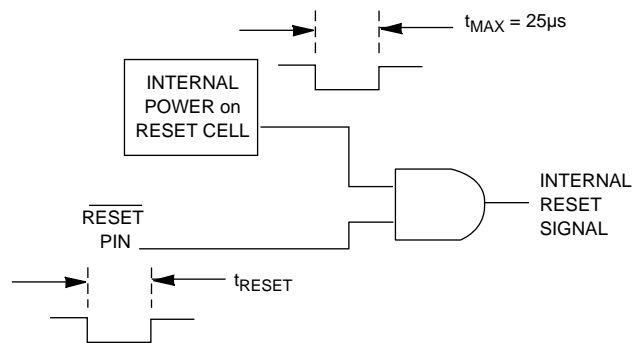 tMAX = 25µs
INTERNAL
POWER on
RESET CELL
INTERNAL
RESET
SIGNAL
RESET
PIN
tRESET